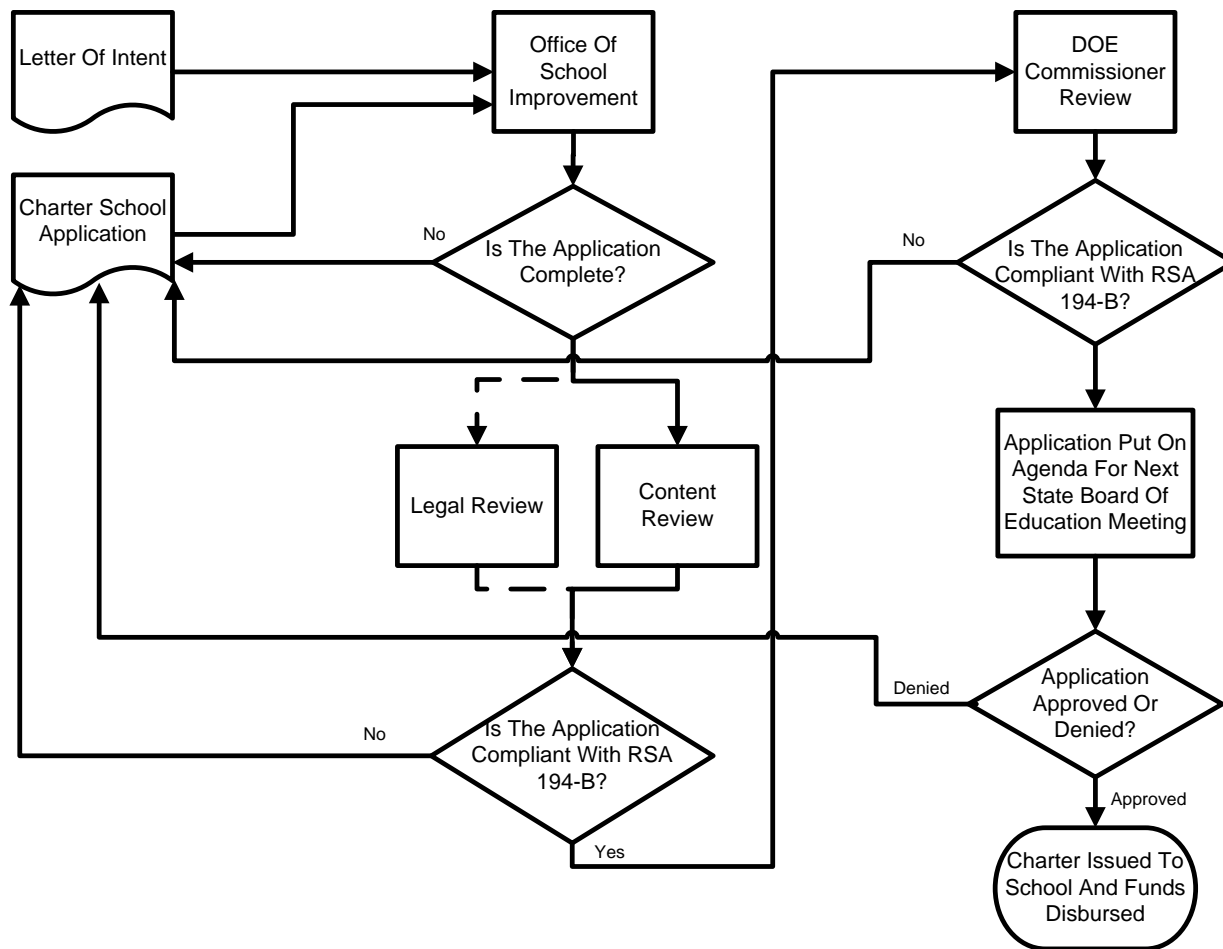 Letter Of Intent
Office Of
School
Improvement
DOE
Commissioner
Review
Charter School
Application
No
Is The Application
Complete?
No
Is The Application
Compliant With RSA
194-B?
Legal Review
Content
Review
Application Put On
Agenda For Next
State Board Of
Education Meeting
No
Is The Application
Compliant With RSA
194-B?
Yes
Denied
Application
Approved Or
Denied?
Approved
Charter Issued To
School And Funds
Disbursed